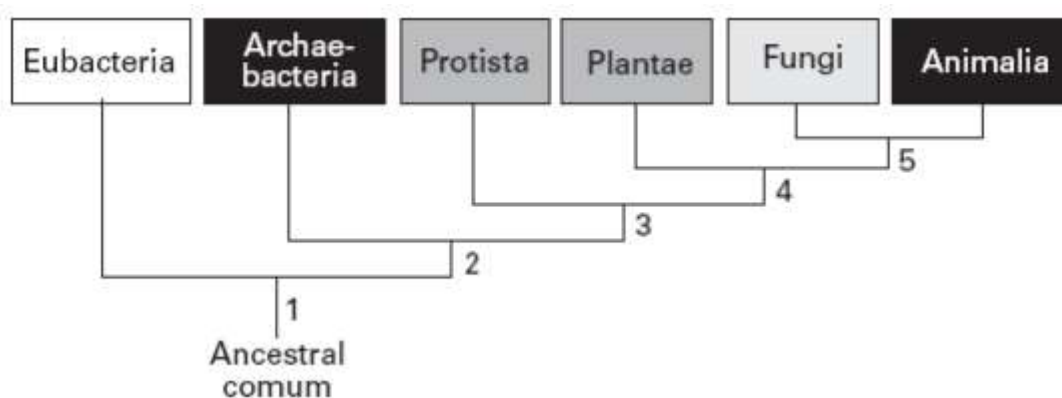 Eubacteria
Archae-
bacteria
Protista
Plantae
Fungi
Animalia
5
4
3
2
1
Ancestral
comum